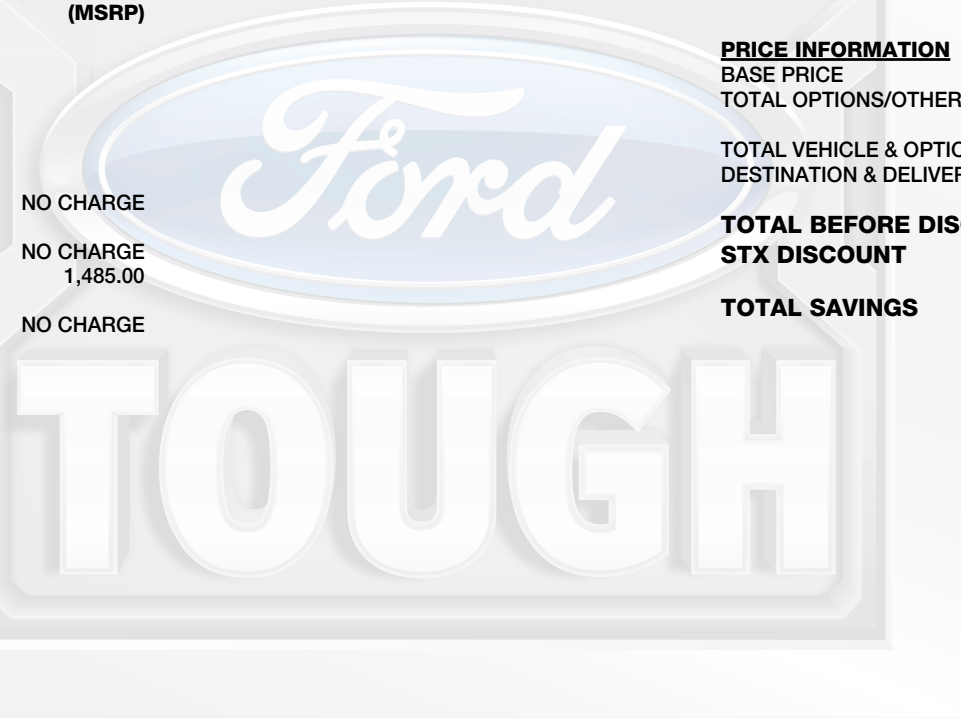 (MSRP)
NO CHARGE
NO CHARGE
1,485.00
NO CHARGE
PRICE INFORMATION
BASE PRICE
TOTAL OPTIONS/OTHER
TOTAL VEHICLE & OPTIO
DESTINATION & DELIVER
TOTAL BEFORE DIS
STX DISCOUNT
TOTAL SAVINGS
Ford
TOUGH